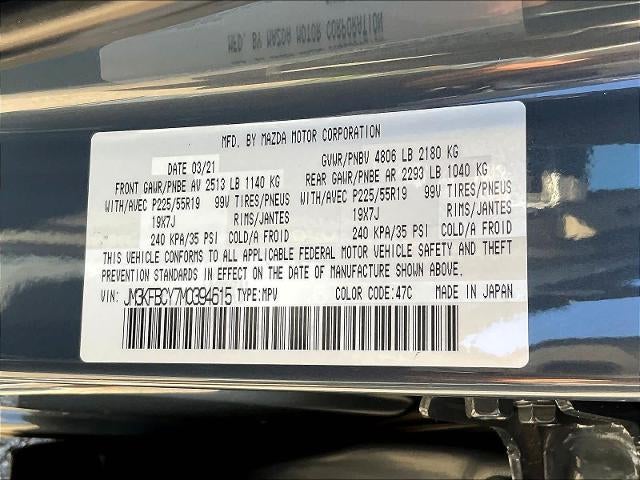 MFD. BY MAZDA MOTOR CORPORATION
DATE 03/21 GVWR/PNBV 4806 LB 2180 KG
FRONT GAWR/PNBE AV 2513 LB 1140 KG REAR GAWR/PNBE AR 2293 LB 1040 KG
WITH/AVEC P225/55R19 99V TIRES/PNEUS WITH/AVEC P225/55R19 99V TIRES/PNEUS
19X7J RIMS/JANTES 19X7J RIMS/JANTES
240 KPA/35 PSI COLD/A FROID 240 KPA/35 PSI COLD/A FROID
THIS VEHICLE CONFORMS TO ALL APPLICABLE FEDERAL MOTOR VEHICLE SAFETY AND THEFT
PREVENTION STANDARDS IN EFFECT ON THE DATE OF MANUFACTURE SHOWN ABOVE.
VIN: JM3KFBCY7M0394615 TYPE:MPV COLOR CODE:47C MADE IN JAPAN